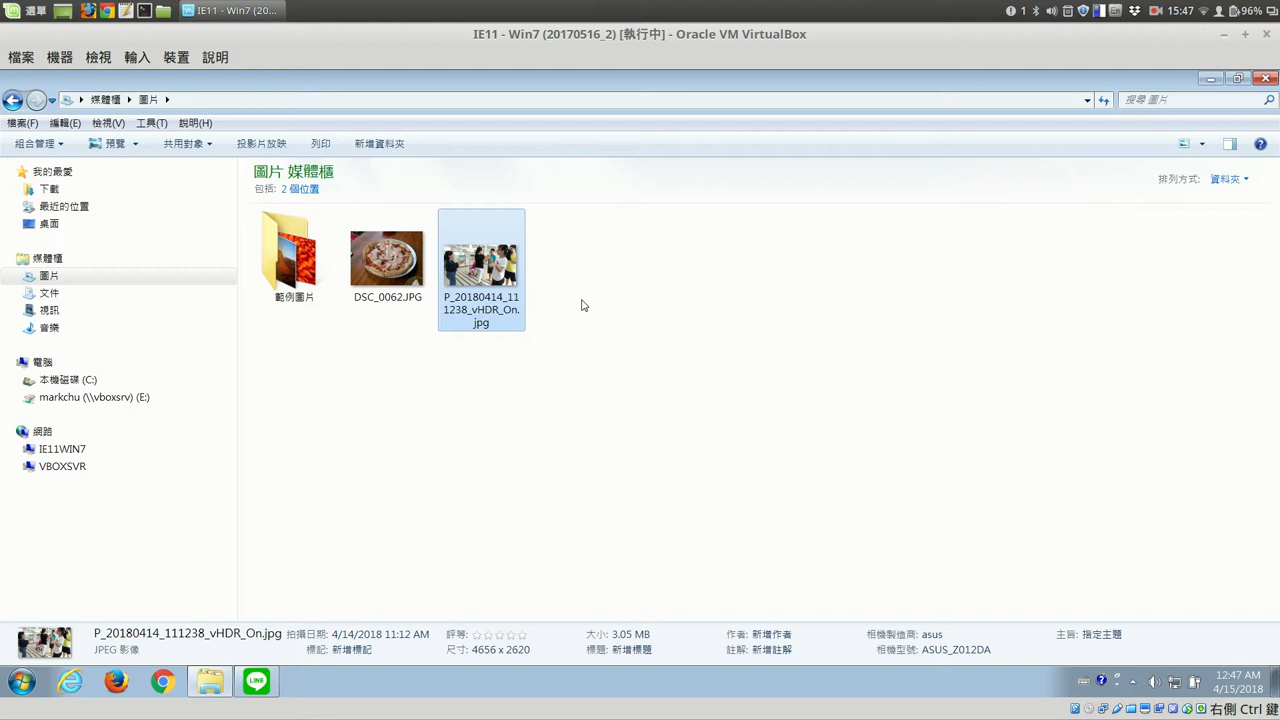 選單
IE11 - Win7 (20...
1
En
15:47
96%
IE11 - Win7 (20170516_2) [執行中] - Oracle VM VirtualBox
檔案 機器 檢視 輸入 裝置 說明
媒體櫃 圖片
搜尋 圖片
檔案(F) 編輯(E) 檢視(V) 工具(T) 說明(H)
組合管理 預覽 共用對象 投影片放映 列印 新增資料夾
我的最愛
下載
最近的位置
桌面
媒體櫃
圖片
文件
視訊
音樂
電腦
本機磁碟 (C:)
markchu (\\vboxsrv) (E:)
網路
IE11WIN7
VBOXSVR
圖片 媒體櫃
包括: 2 個位置
排列方式: 資料夾
範例圖片
DSC_0062.JPG
P_20180414_11
1238_vHDR_On.
jpg
P_20180414_111238_vHDR_On.jpg 拍攝日期: 4/14/2018 11:12 AM 評等: 大小: 3.05 MB 作者: 新增作者 相機製造商: asus 主旨: 指定主題
JPEG 影像 標記: 新增標記 尺寸: 4656 x 2620 標題: 新增標題 註解: 新增註解 相機型號: ASUS_Z012DA
LINE
12:47 AM
4/15/2018
右側 Ctrl 鍵